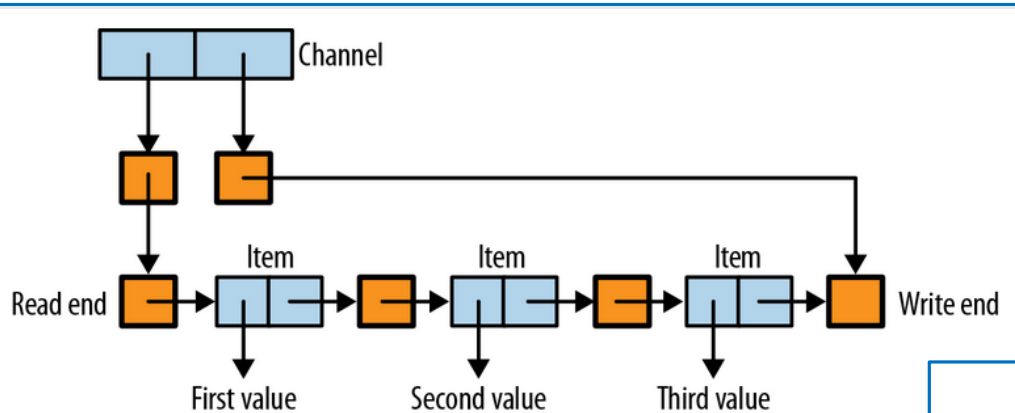 Channel
Item Item Item
Read end Write end
First value Second value Third value